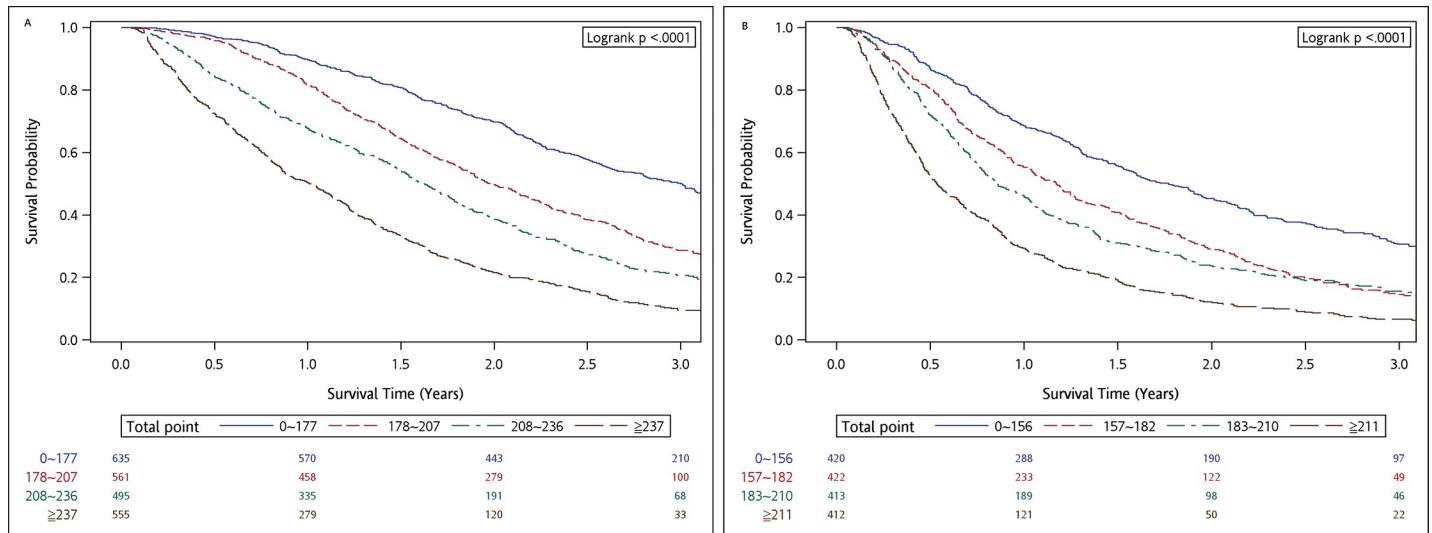 A
Logrank p <.0001
Survival Probability
1.0
0.8
0.6
0.4
0.2
0.0
0.0 0.5 1.0 1.5 2.0 2.5 3.0
Survival Time (Years)
Total point 0~177 178~207 208~236 ≧237
0~177 635 570 443 210
178~207 561 458 279 100
208~236 495 335 191 68
≧237 555 279 120 33
B
Logrank p <.0001
Survival Probability
1.0
0.8
0.6
0.4
0.2
0.0
0.0 0.5 1.0 1.5 2.0 2.5 3.0
Survival Time (Years)
Total point 0~156 157~182 183~210 ≧211
0~156 420 288 190 97
157~182 422 233 122 49
183~210 413 189 98 46
≧211 412 121 50 22